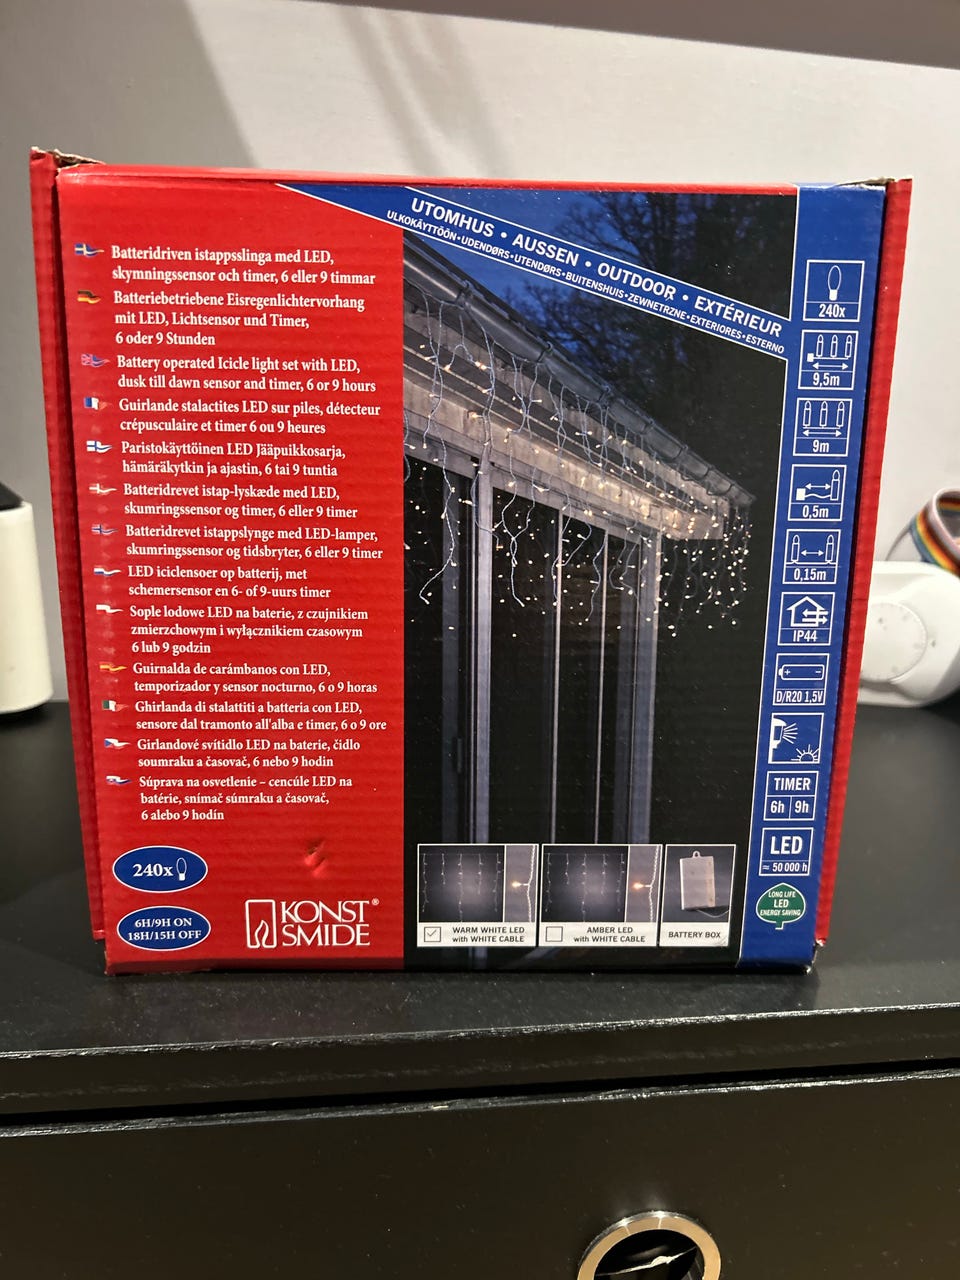 UTOMHUS • AUSSEN • OUTDOOR • EXTÉRIEUR
ULKOKÄYTTÖÖN•UDENDØRS•UTENDØRS•BUITENSHUIS•ZEWNETRZNE•EXTERIORES•ESTERNO
Batteridriven istappsslinga med LED,
skymningssensor och timer, 6 eller 9 timmar
Batteriebetriebene Eisregenlichtervorhang
mit LED, Lichtsensor und Timer,
6 oder 9 Stunden
Battery operated Icicle light set with LED,
dusk till dawn sensor and timer, 6 or 9 hours
Guirlande stalactites LED sur piles, détecteur
crépusculaire et timer 6 ou 9 heures
Paristokäyttöinen LED Jääpuikkosarja,
hämäräkytkin ja ajastin, 6 tai 9 tuntia
Batteridrevet istap-lyskæde med LED,
skumringssensor og timer, 6 eller 9 timer
Batteridrevet istappslynge med LED-lamper,
skumringssensor og tidsbryter, 6 eller 9 timer
LED iciclensoer op batterij, met
schemersensor en 6- of 9-uurs timer
Sople lodowe LED na baterie, z czujnikiem
zmierzchowym i wyłącznikiem czasowym
6 lub 9 godzin
Guirnalda de carámbanos con LED,
temporizador y sensor nocturno, 6 o 9 horas
Ghirlanda di stalattiti a batteria con LED,
sensore dal tramonto all'alba e timer, 6 o 9 ore
Girlandové svítidlo LED na baterie, čidlo
soumraku a časovač, 6 nebo 9 hodin
Súprava na osvetlenie – cencúle LED na
batérie, snímač súmraku a časovač,
6 alebo 9 hodín
240x
6H/9H ON
18H/15H OFF
KONST®
SMIDE
WARM WHITE LED
with WHITE CABLE
AMBER LED
with WHITE CABLE
BATTERY BOX
240x
9,5m
9m
0,5m
0,15m
IP44
D/R20 1,5V
TIMER
6h 9h
LED
≈ 50 000 h
LONG LIFE
LED
ENERGY SAVING